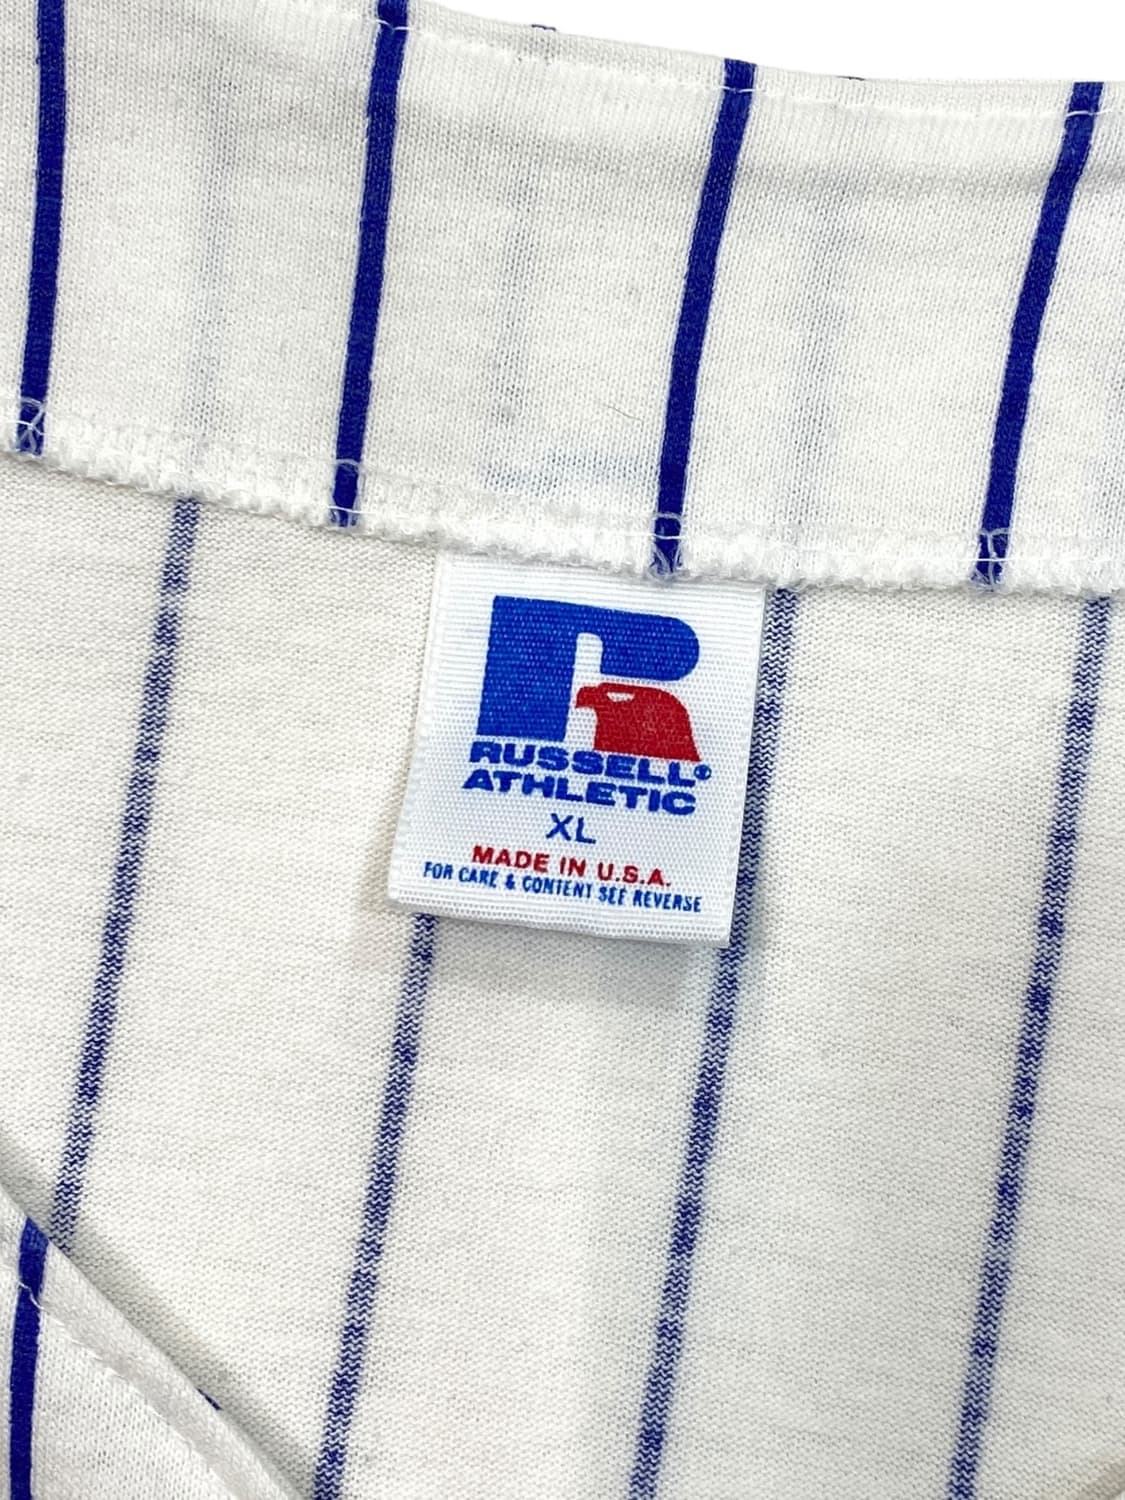 RUSSELL®
ATHLETIC
XL
MADE IN U.S.A.
FOR CARE & CONTENT SEE REVERSE